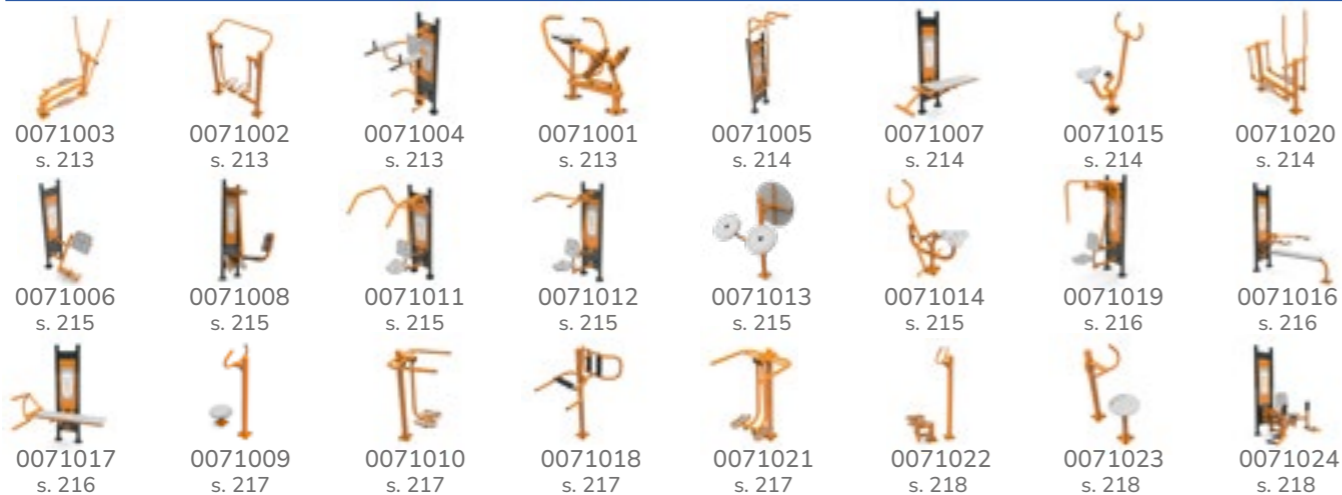 0071003 0071002 0071004 0071001 0071005 0071007 0071015 0071020
s. 213 s. 213 s. 213 s. 213 s. 214 s. 214 s. 214 s. 214
0071006 0071008 0071011 0071012 0071013 0071014 0071019 0071016
s. 215 s. 215 s. 215 s. 215 s. 215 s. 215 s. 216 s. 216
0071017 0071009 0071010 0071018 0071021 0071022 0071023 0071024
s. 216 s. 217 s. 217 s. 217 s. 217 s. 218 s. 218 s. 218